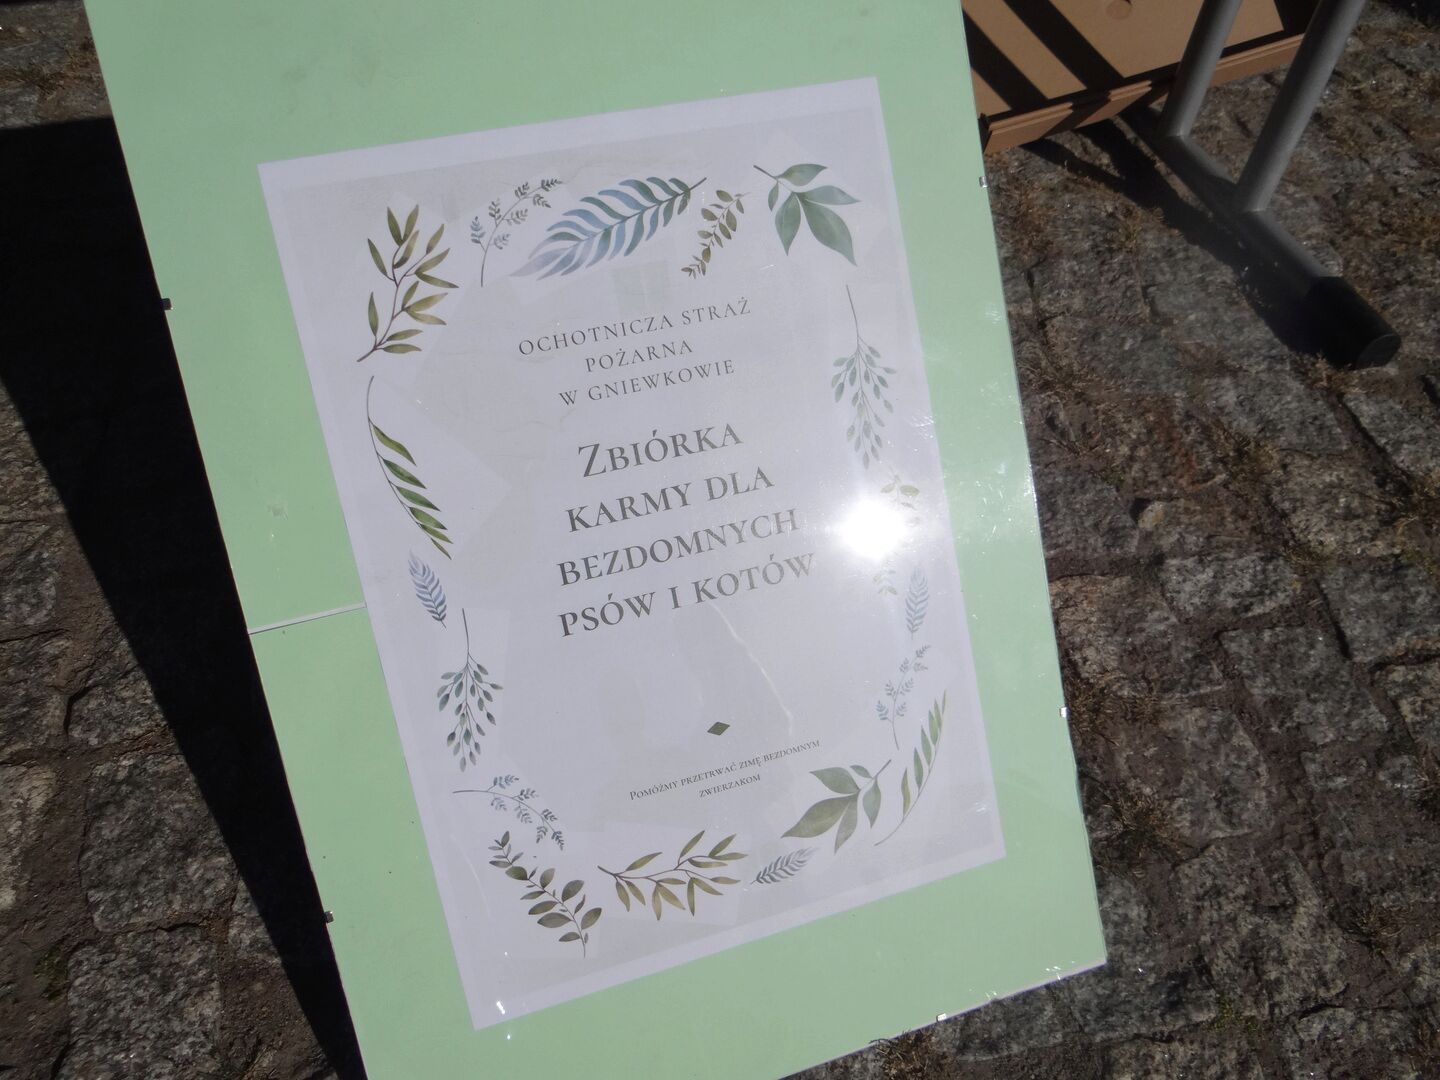 OCHOTNICZA STRAŻ
POŻARNA
W GNIEWKOWIE
ZBIÓRKA
KARMY DLA
BEZDOMNYCH
PSÓW I KOTÓW
POMÓŻMY PRZETRWAĆ ZIMĘ BEZDOMNYM
ZWIERZAKOM